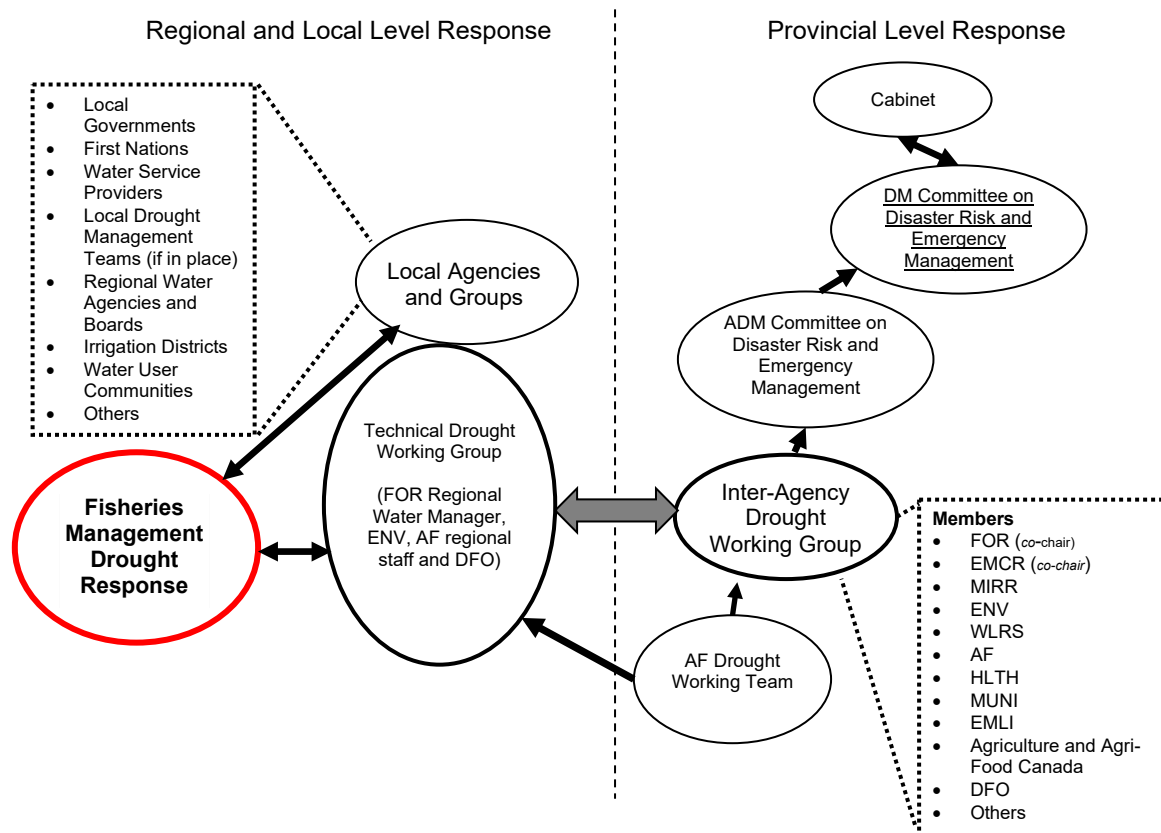 Regional and Local Level Response
Provincial Level Response
• Local
Governments
• First Nations
• Water Service
Providers
• Local Drought
Management
Teams (if in place)
• Regional Water
Agencies and
Boards
• Irrigation Districts
• Water User
Communities
• Others
Local Agencies
and Groups
Technical Drought
Working Group
(FOR Regional
Water Manager,
ENV, AF regional
staff and DFO)
Fisheries
Management
Drought
Response
Cabinet
DM Committee on
Disaster Risk and
Emergency
Management
ADM Committee on
Disaster Risk and
Emergency
Management
Inter-Agency
Drought
Working Group
AF Drought
Working Team
Members
• FOR (co-chair)
• EMCR (co-chair)
• MIRR
• ENV
• WLRS
• AF
• HLTH
• MUNI
• EMLI
• Agriculture and Agri-
Food Canada
• DFO
• Others